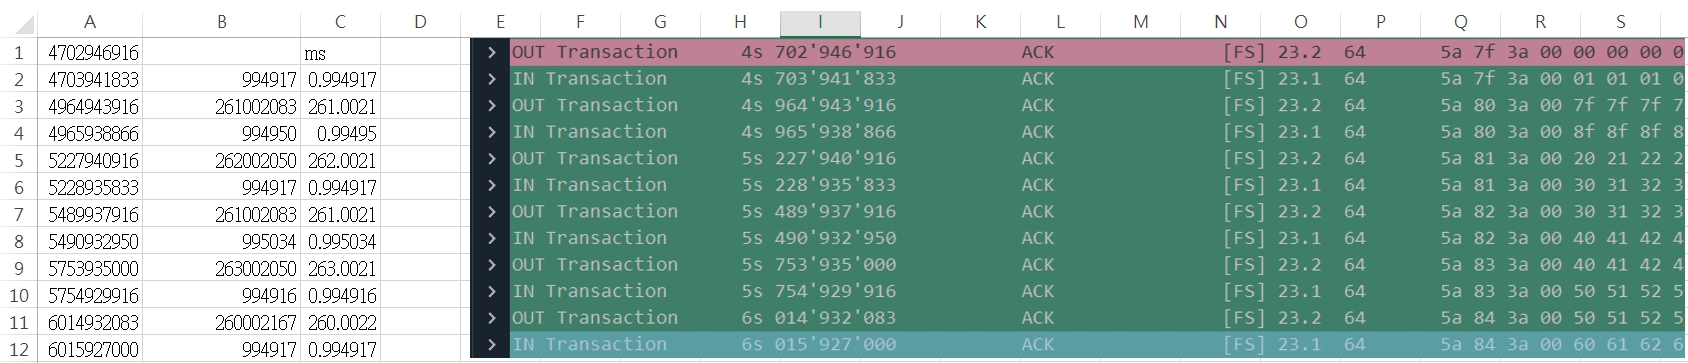 A B C D E F G H I J K L M N O P Q R S
1 4702946916 ms OUT Transaction 4s 702'946'916 ACK [FS] 23.2 64 5a 7f 3a 00 00 00 00 0
2 4703941833 994917 0.994917 IN Transaction 4s 703'941'833 ACK [FS] 23.1 64 5a 7f 3a 00 01 01 01 0
3 4964943916 261002083 261.0021 OUT Transaction 4s 964'943'916 ACK [FS] 23.2 64 5a 80 3a 00 7f 7f 7f 7
4 4965938866 994950 0.99495 IN Transaction 4s 965'938'866 ACK [FS] 23.1 64 5a 80 3a 00 8f 8f 8f 8
5 5227940916 262002050 262.0021 OUT Transaction 5s 227'940'916 ACK [FS] 23.2 64 5a 81 3a 00 20 21 22 2
6 5228935833 994917 0.994917 IN Transaction 5s 228'935'833 ACK [FS] 23.1 64 5a 81 3a 00 30 31 32 3
7 5489937916 261002083 261.0021 OUT Transaction 5s 489'937'916 ACK [FS] 23.2 64 5a 82 3a 00 30 31 32 3
8 5490932950 995034 0.995034 IN Transaction 5s 490'932'950 ACK [FS] 23.1 64 5a 82 3a 00 40 41 42 4
9 5753935000 263002050 263.0021 OUT Transaction 5s 753'935'000 ACK [FS] 23.2 64 5a 83 3a 00 40 41 42 4
10 5754929916 994916 0.994916 IN Transaction 5s 754'929'916 ACK [FS] 23.1 64 5a 83 3a 00 50 51 52 5
11 6014932083 260002167 260.0022 OUT Transaction 6s 014'932'083 ACK [FS] 23.2 64 5a 84 3a 00 50 51 52 5
12 6015927000 994917 0.994917 IN Transaction 6s 015'927'000 ACK [FS] 23.1 64 5a 84 3a 00 60 61 62 6